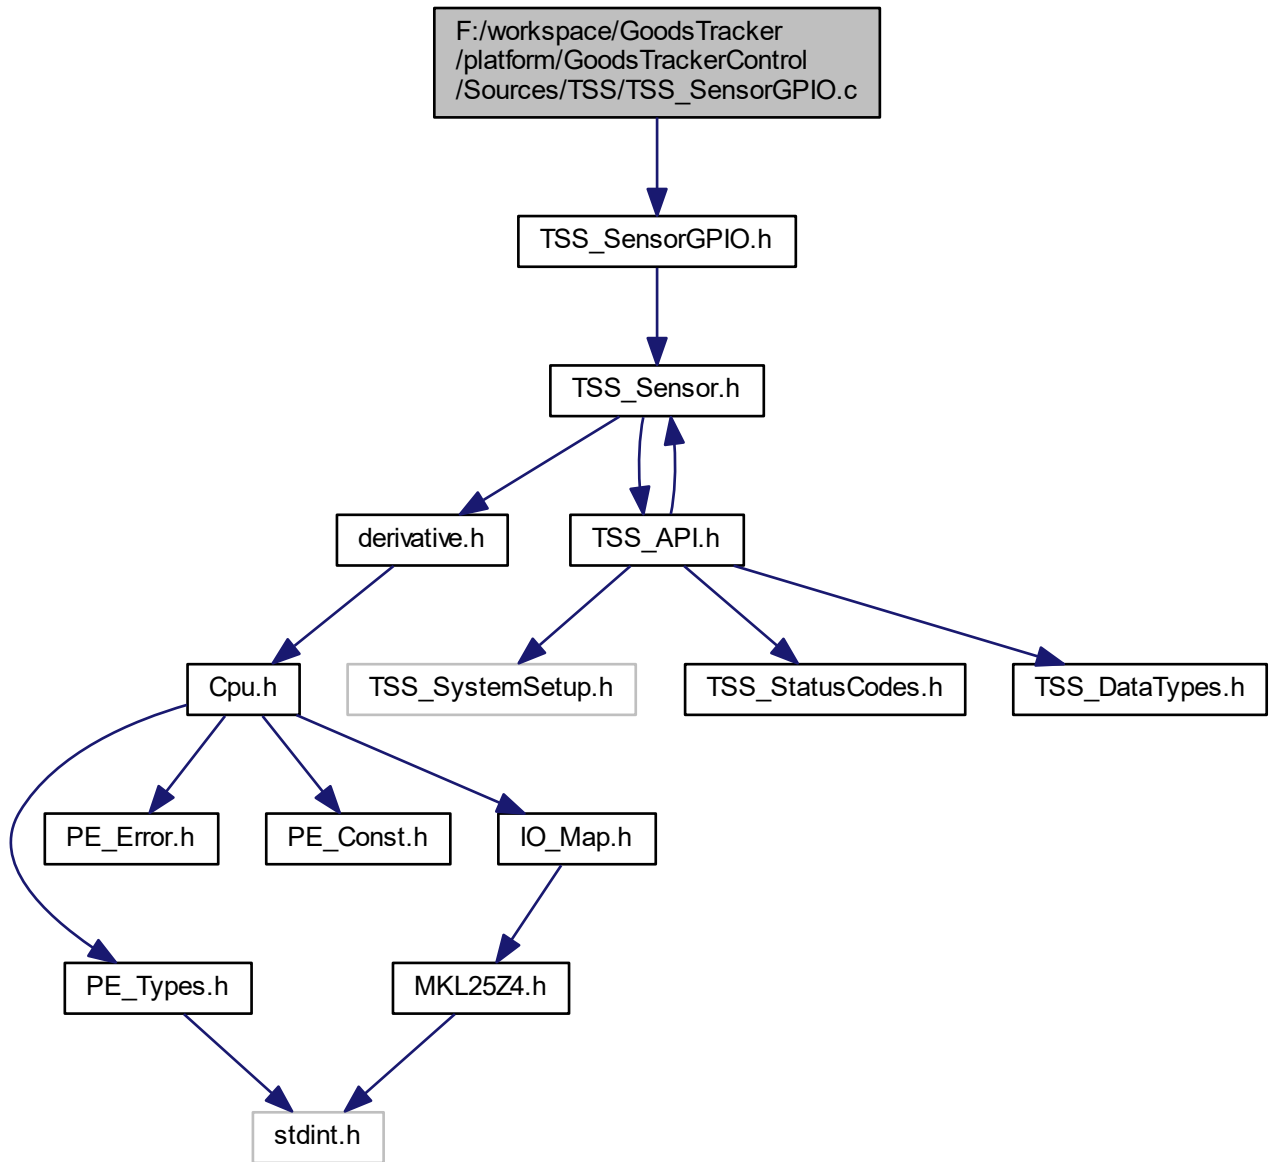 F:/workspace/GoodsTracker
/platform/GoodsTrackerControl
/Sources/TSS/TSS_SensorGPIO.c
TSS_SensorGPIO.h
TSS_Sensor.h
derivative.h
TSS_API.h
Cpu.h
TSS_SystemSetup.h
TSS_StatusCodes.h
TSS_DataTypes.h
PE_Error.h
PE_Const.h
IO_Map.h
PE_Types.h
MKL25Z4.h
stdint.h